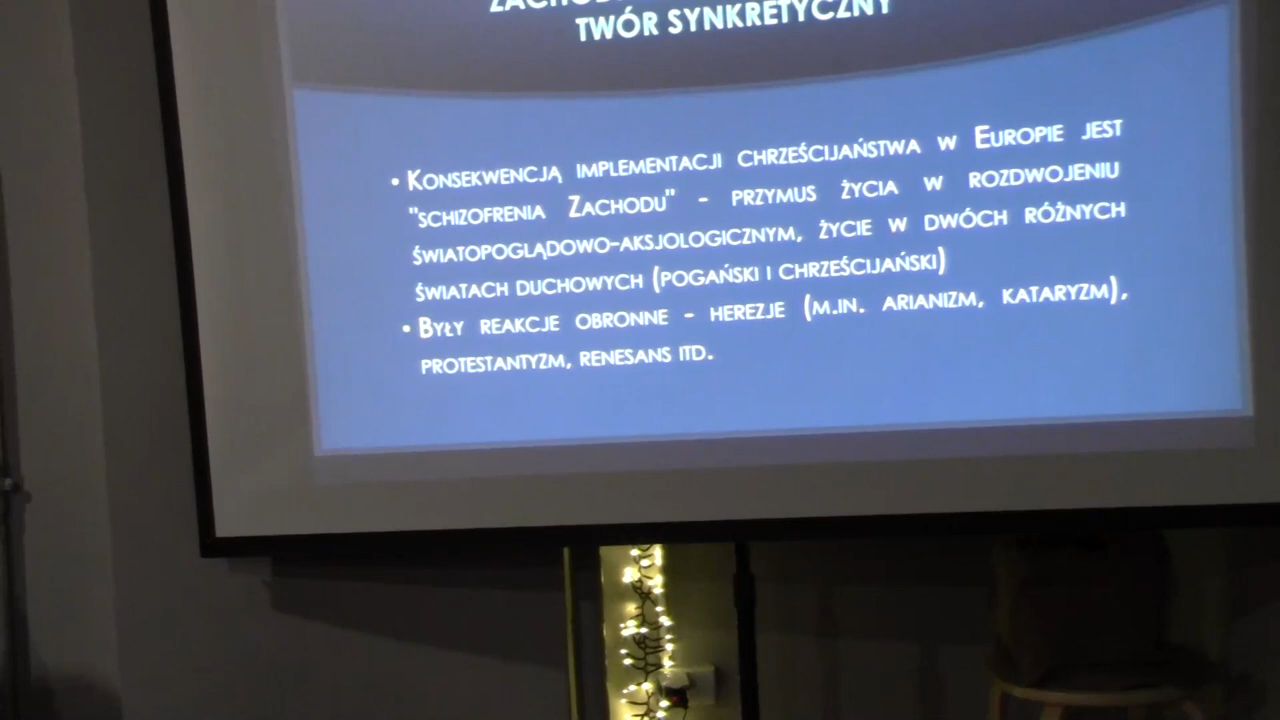 TWÓR SYNKRETYCZNY
• KONSEKWENCJĄ IMPLEMENTACJI CHRZEŚCIJAŃSTWA W EUROPIE JEST
"SCHIZOFRENIA ZACHODU" - PRZYMUS ŻYCIA W ROZDWOJENIU
ŚWIATOPOGLĄDOWO-AKSJOLOGICZNYM, ŻYCIE W DWÓCH RÓŻNYCH
ŚWIATACH DUCHOWYCH (POGAŃSKI I CHRZEŚCIJAŃSKI)
• BYŁY REAKCJE OBRONNE - HEREZJE (M.IN. ARIANIZM, KATARYZM),
PROTESTANTYZM, RENESANS ITD.